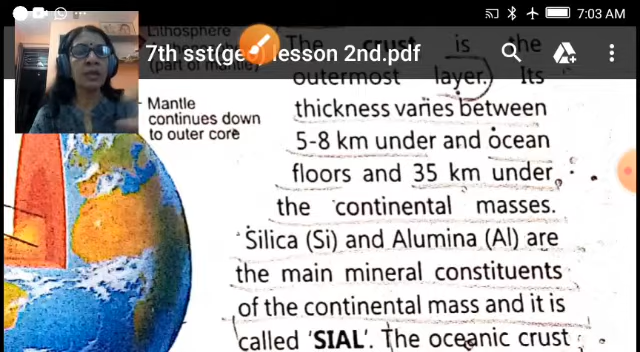 7:03 AM
Lithosphere
7th sst(geo) lesson 2nd.pdf
(part of mantle)
Mantle
continues down
to outer core
The crust is the
outermost layer. Its
thickness varies between
5-8 km under and ocean
floors and 35 km under
the continental masses.
Silica (Si) and Alumina (Al) are
the main mineral constituents
of the continental mass and it is
called 'SIAL'. The oceanic crust